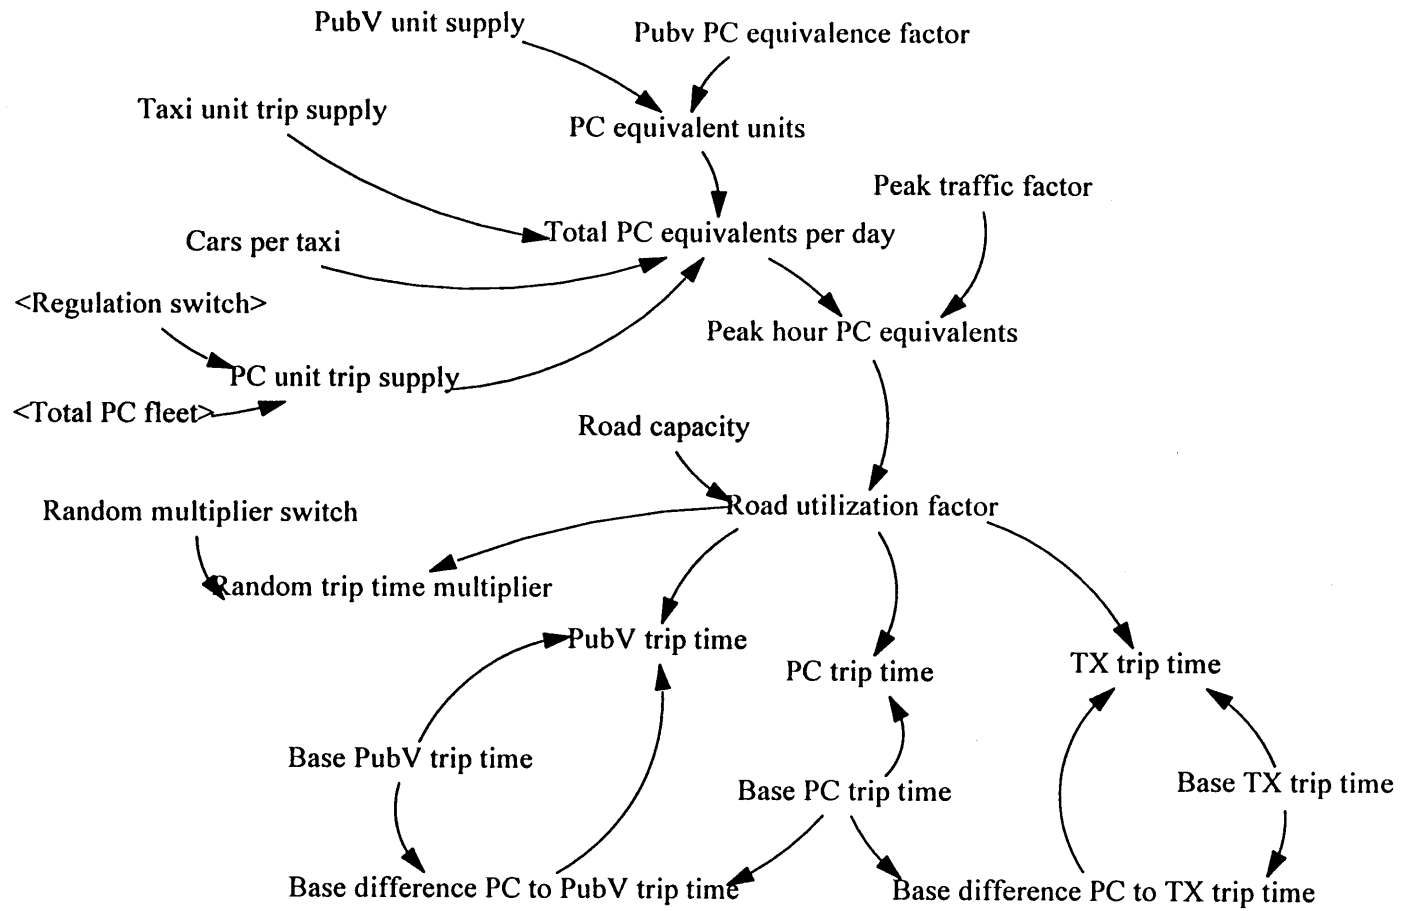 PubV unit supply
Pubv PC equivalence factor
Taxi unit trip supply
PC equivalent units
Peak traffic factor
Total PC equivalents per day
Cars per taxi
<Regulation switch>
Peak hour PC equivalents
PC unit trip supply
<Total PC fleet>
Road capacity
Road utilization factor
Random multiplier switch
Random trip time multiplier
PubV trip time
PC trip time
TX trip time
Base PubV trip time
Base PC trip time
Base TX trip time
Base difference PC to PubV trip time
Base difference PC to TX trip time